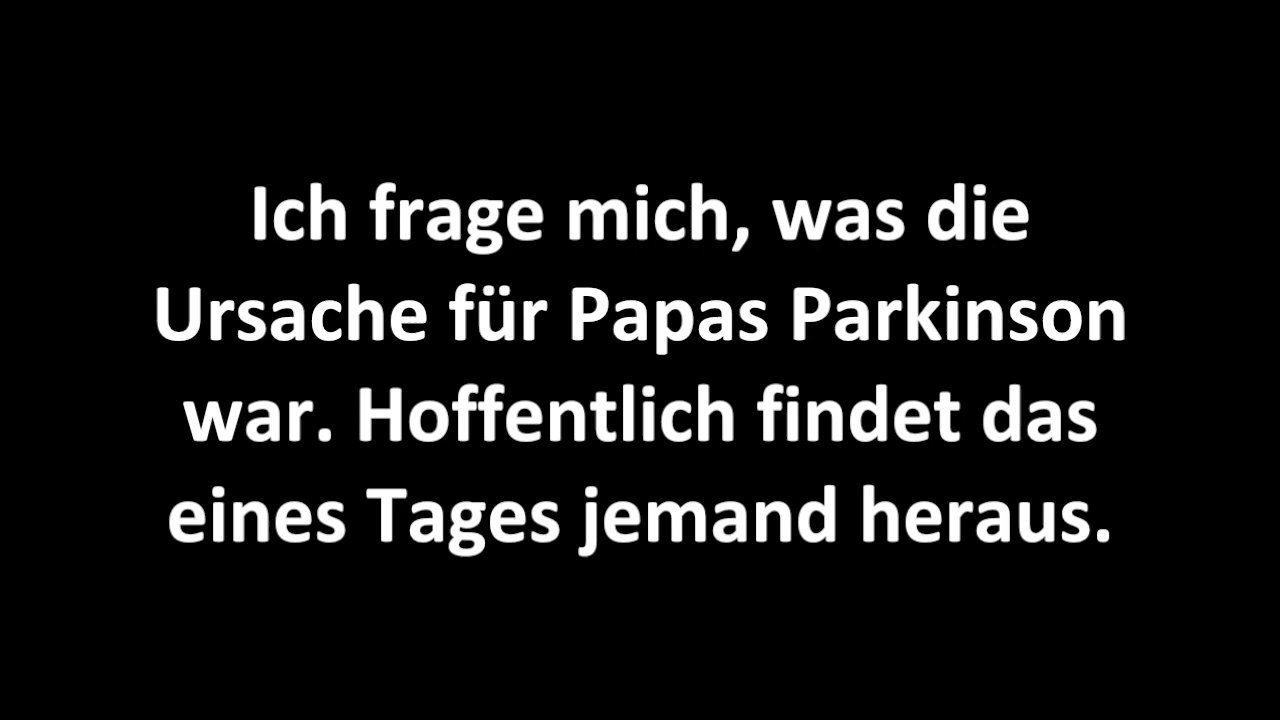 Ich frage mich, was die
Ursache für Papas Parkinson
war. Hoffentlich findet das
eines Tages jemand heraus.